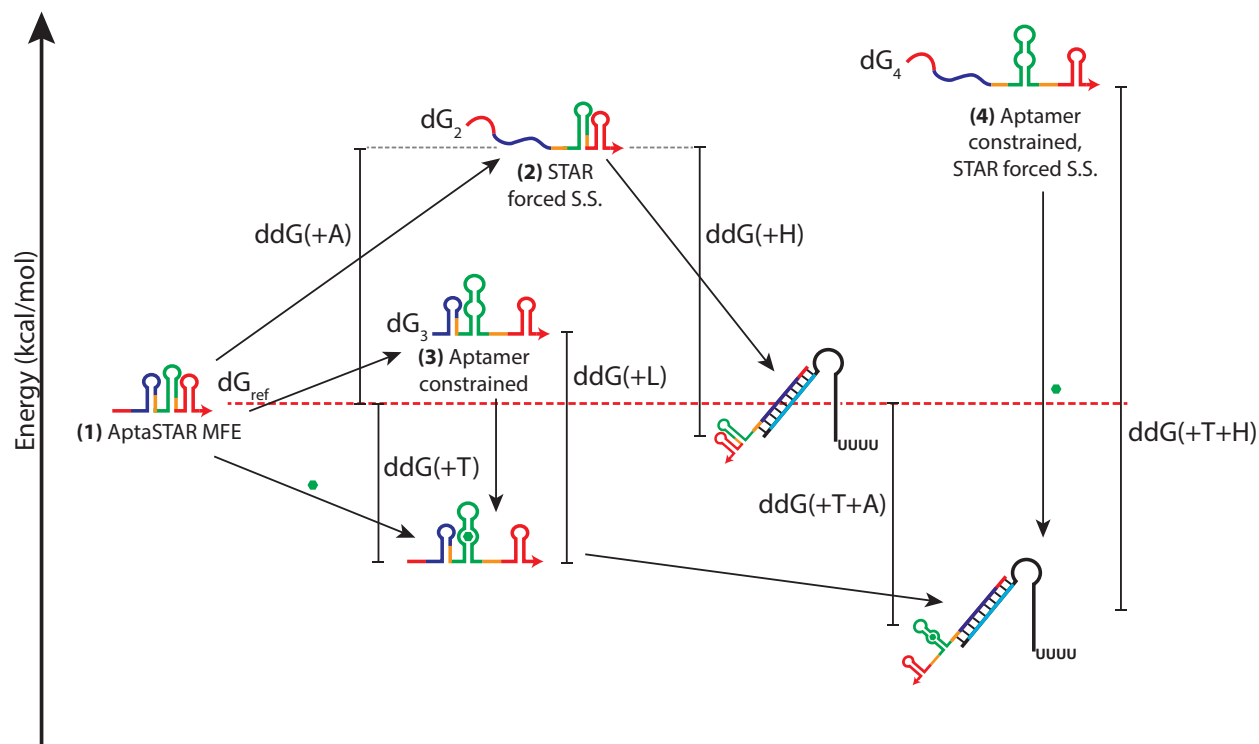 Energy (kcal/mol)
dG4
(4) Aptamer
constrained,
STAR forced S.S.
dG2
(2) STAR
forced S.S.
ddG(+A)
ddG(+H)
dG3
(3) Aptamer
constrained
ddG(+L)
dGref
(1) AptaSTAR MFE
UUUU
ddG(+T+H)
ddG(+T)
ddG(+T+A)
UUUU